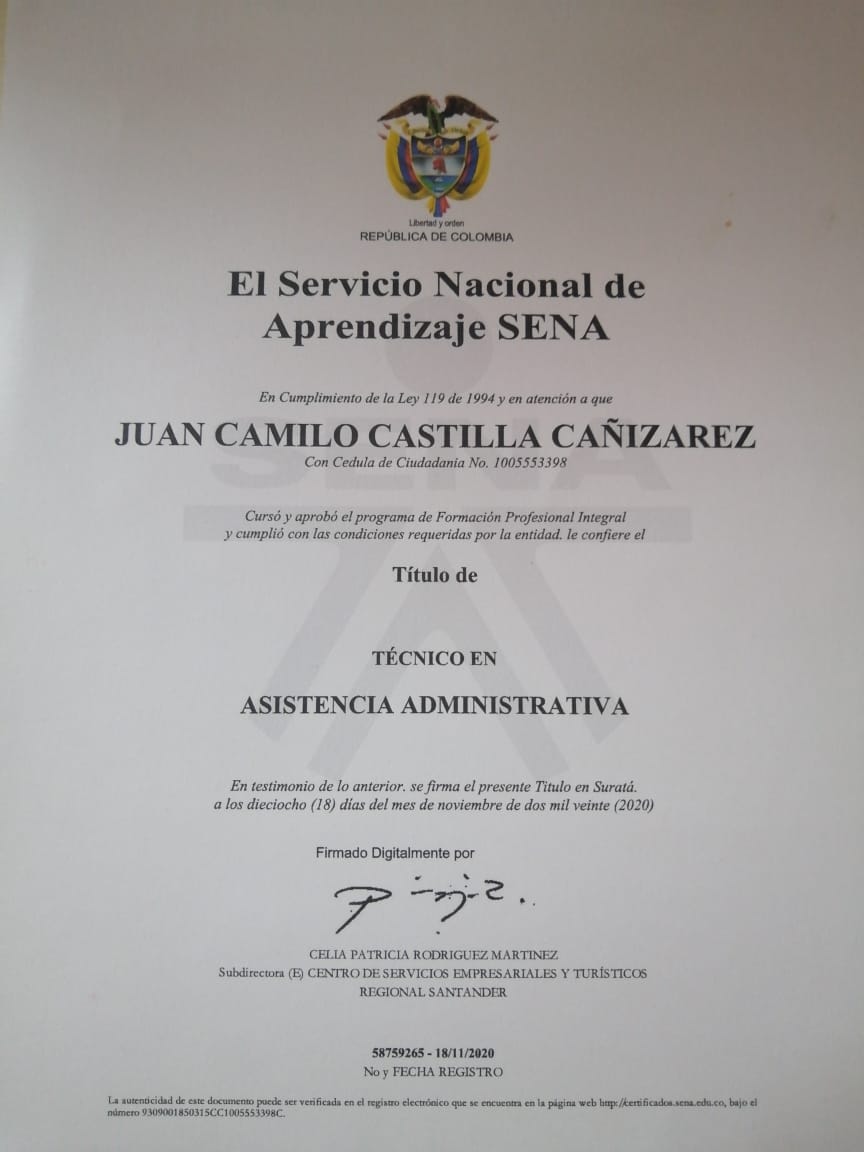 Libertad y orden
REPÚBLICA DE COLOMBIA
El Servicio Nacional de
Aprendizaje SENA
En Cumplimiento de la Ley 119 de 1994 y en atención a que
JUAN CAMILO CASTILLA CAÑIZAREZ
Con Cedula de Ciudadania No. 1005553398
Cursó y aprobó el programa de Formación Profesional Integral
y cumplió con las condiciones requeridas por la entidad. le confiere el
Título de
TÉCNICO EN
ASISTENCIA ADMINISTRATIVA
En testimonio de lo anterior. se firma el presente Titulo en Suratá.
a los dieciocho (18) días del mes de noviembre de dos mil veinte (2020)
Firmado Digitalmente por
CELIA PATRICIA RODRIGUEZ MARTINEZ
Subdirectora (E) CENTRO DE SERVICIOS EMPRESARIALES Y TURÍSTICOS
REGIONAL SANTANDER
58759265 - 18/11/2020
No y FECHA REGISTRO
La autenticidad de este documento puede ser verificada en el registro electrónico que se encuentra en la página web http://certificados.sena.edu.co, bajo el
número 9309001850315CC1005553398C.
SENA